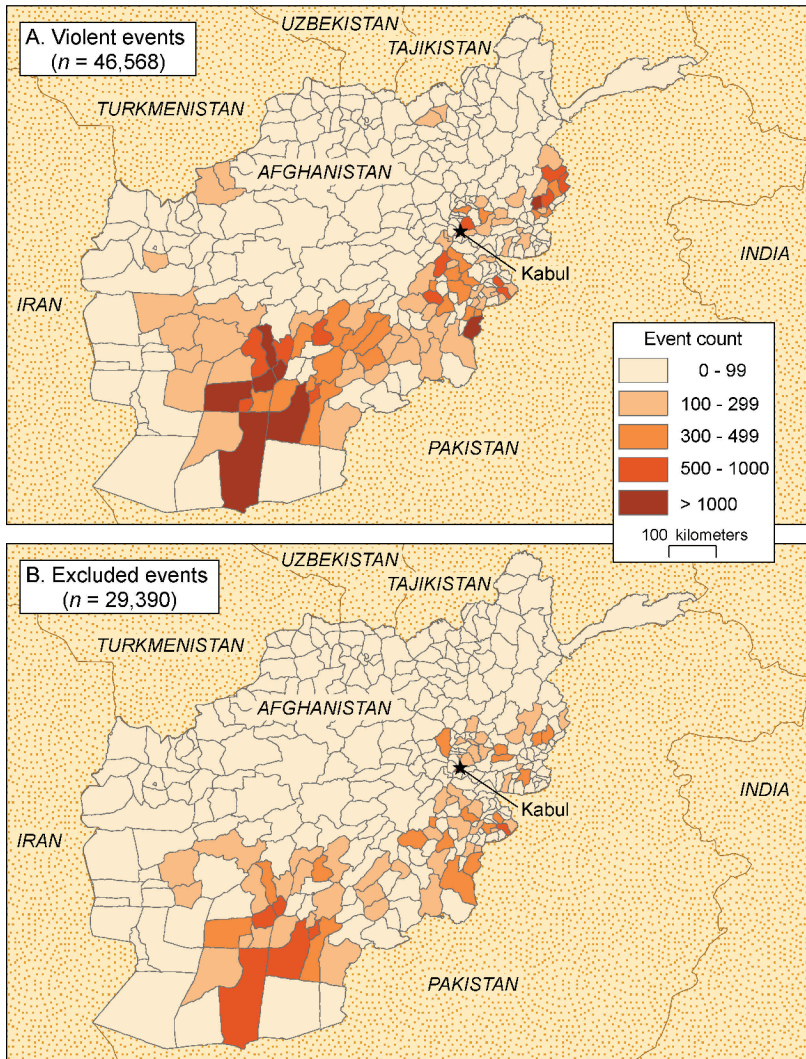 A. Violent events
(n = 46,568)
UZBEKISTAN
TAJIKISTAN
TURKMENISTAN
AFGHANISTAN
INDIA
Kabul
IRAN
PAKISTAN
Event count
0 - 99
100 - 299
300 - 499
500 - 1000
> 1000
100 kilometers
B. Excluded events
(n = 29,390)
UZBEKISTAN
TAJIKISTAN
TURKMENISTAN
AFGHANISTAN
INDIA
Kabul
IRAN
PAKISTAN